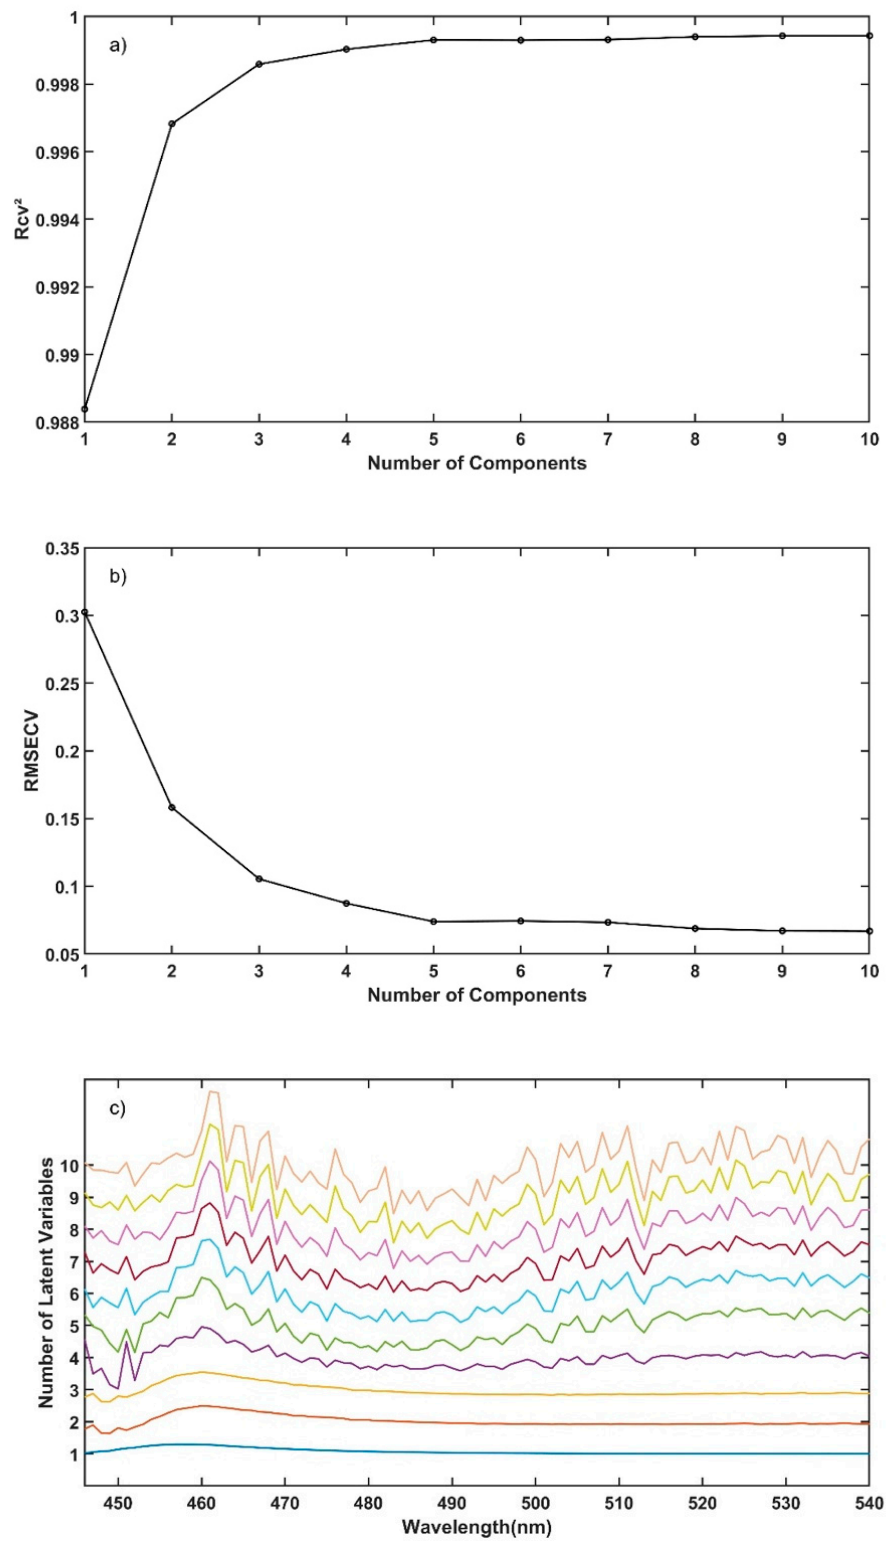 a)
1
0.998
0.996
0.994
0.992
0.99
0.988
Rcv²
1 2 3 4 5 6 7 8 9 10
Number of Components
b)
0.35
0.3
0.25
0.2
0.15
0.1
0.05
RMSECV
1 2 3 4 5 6 7 8 9 10
Number of Components
c)
10
9
8
7
6
5
4
3
2
1
Number of Latent Variables
450 460 470 480 490 500 510 520 530 540
Wavelength(nm)